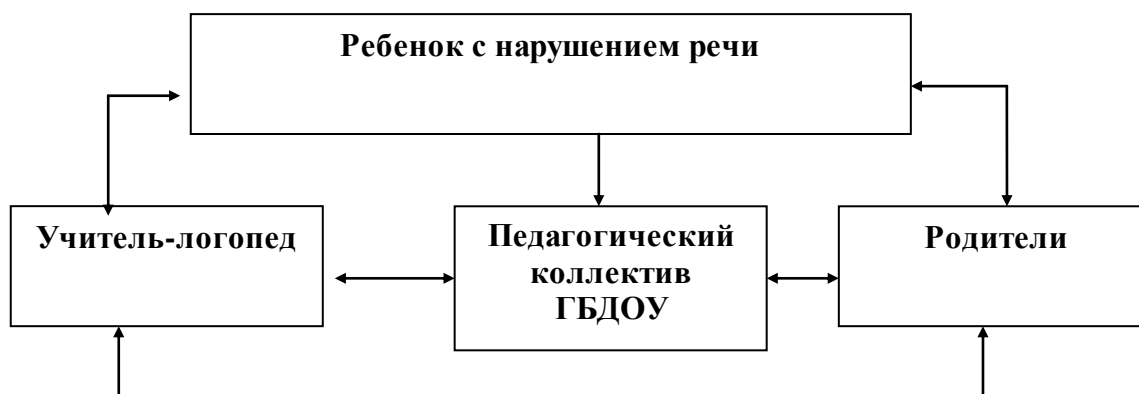 Ребенок с нарушением речи
Учитель-логопед
Педагогический
коллектив
ГБДОУ
Родители